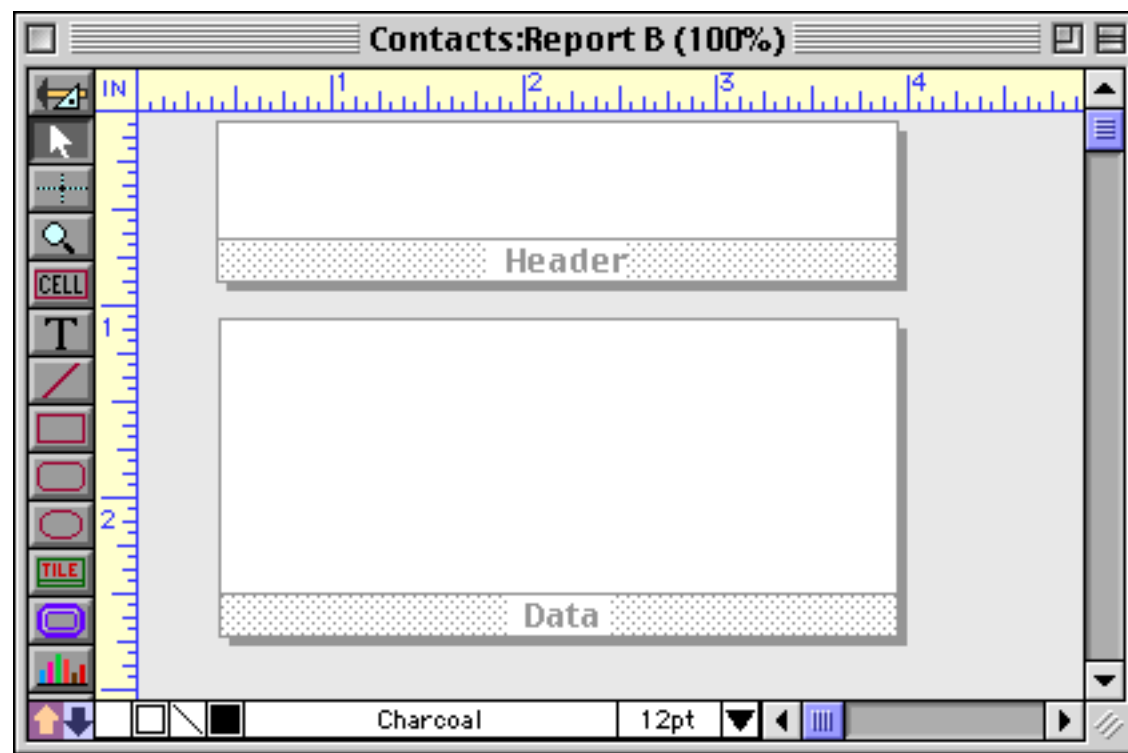 Contacts:Report B (100%)
IN 1 2 3 4
Header
CELL
T
1
2
TILE
Data
Charcoal 12pt